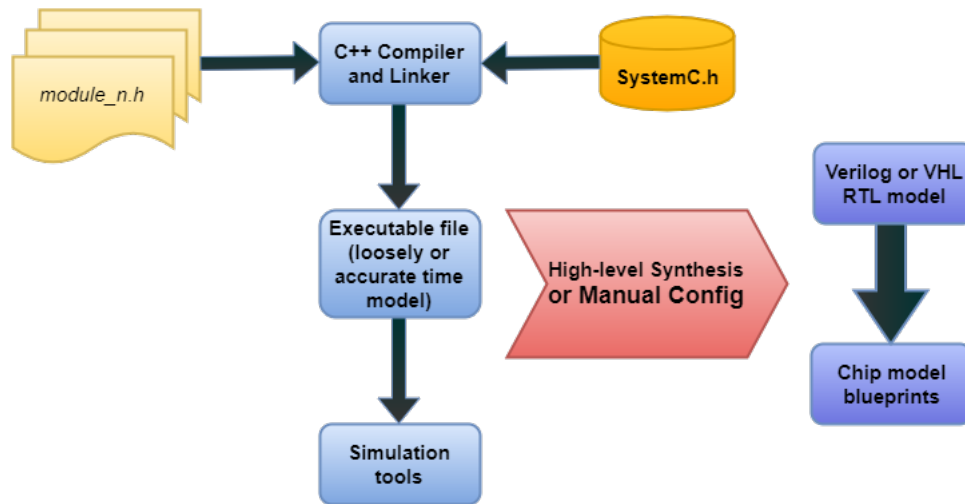 module_n.h
C++ Compiler
and Linker
SystemC.h
Executable file
(loosely or
accurate time
model)
Simulation
tools
High-level Synthesis
or Manual Config
Verilog or VHL
RTL model
Chip model
blueprints